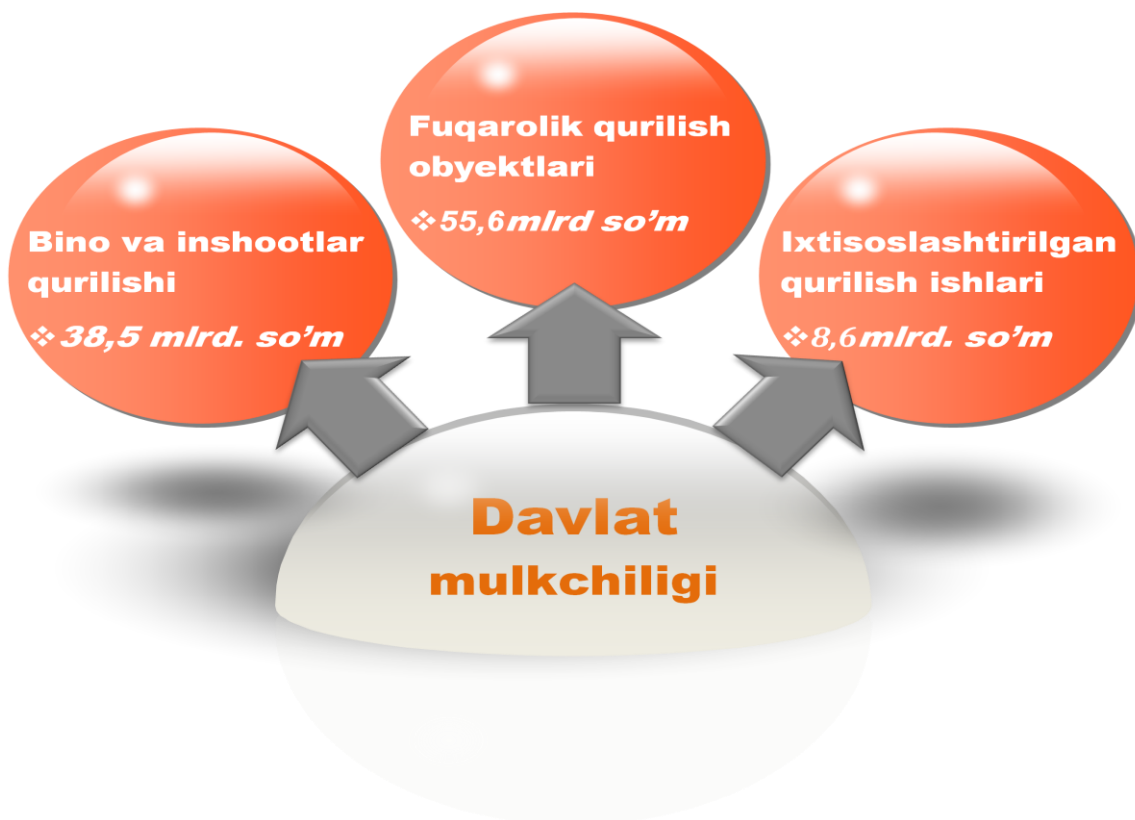 Fuqarolik qurilish
obyektlari
❖55,6mlrd so’m
Bino va inshootlar
qurilishi
❖38,5 mlrd. so’m
Ixtisoslashtirilgan
qurilish ishlari
❖8,6mlrd. so’m
Davlat
mulkchiligi